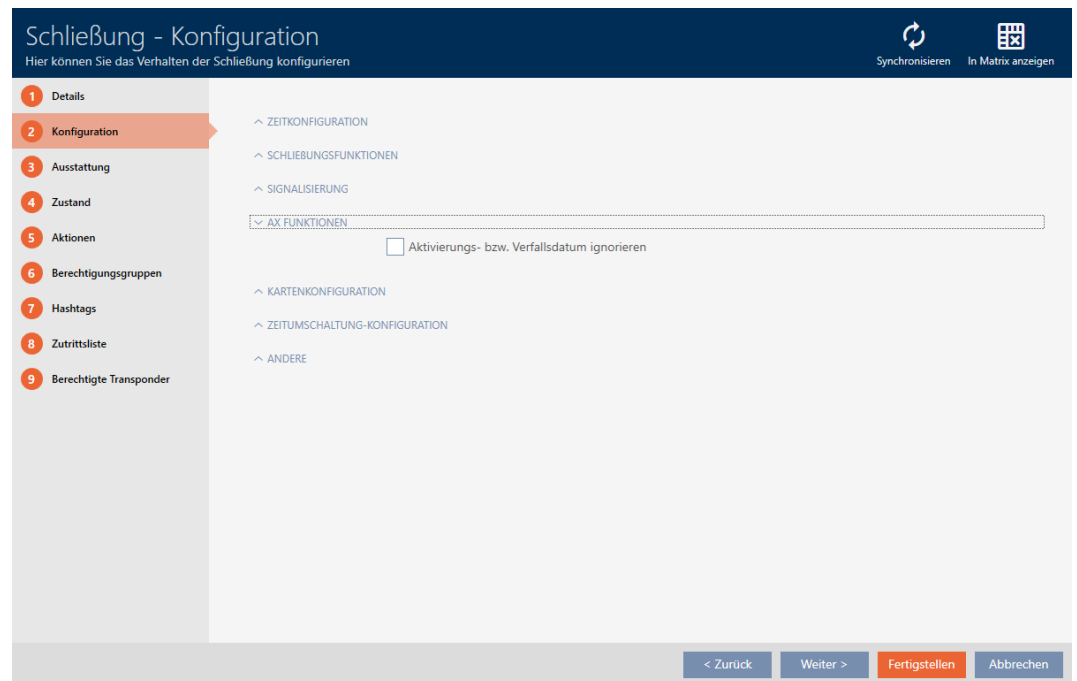 Schließung - Konfiguration
Hier können Sie das Verhalten der Schließung konfigurieren
Synchronisieren
In Matrix anzeigen
1 Details
2 Konfiguration
3 Ausstattung
4 Zustand
5 Aktionen
6 Berechtigungsgruppen
7 Hashtags
8 Zutrittsliste
9 Berechtigte Transponder
ZEITKONFIGURATION
SCHLIEßUNGSFUNKTIONEN
SIGNALISIERUNG
AX FUNKTIONEN
Aktivierungs- bzw. Verfallsdatum ignorieren
KARTENKONFIGURATION
ZEITUMSCHALTUNG-KONFIGURATION
ANDERE
< Zurück
Weiter >
Fertigstellen
Abbrechen